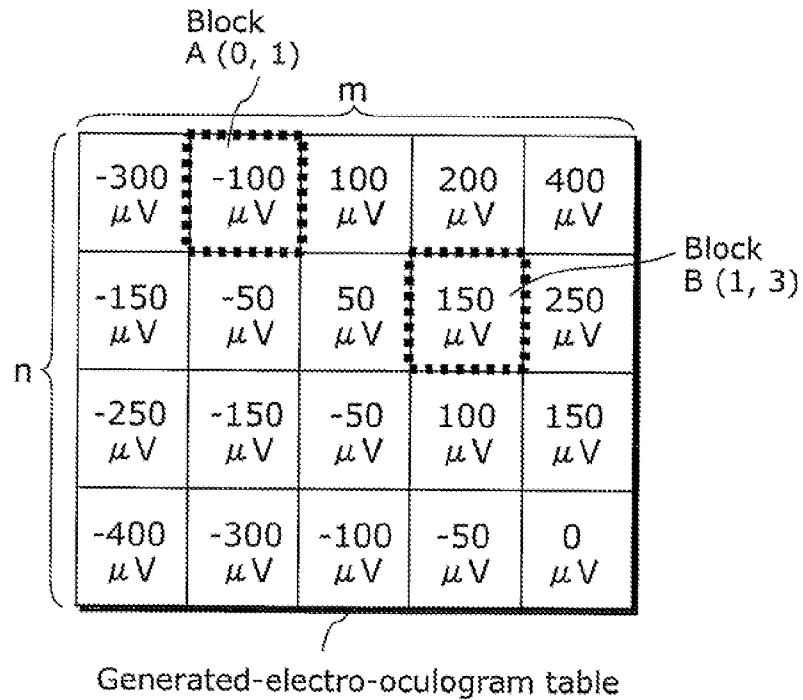 Block
A (0, 1)
m
-300 -100 100 200 400
μV μV μV μV μV
Block
B (1, 3)
-150 -50 50 150 250
μV μV μV μV μV
n
-250 -150 -50 100 150
μV μV μV μV μV
-400 -300 -100 -50 0
μV μV μV μV μV
Generated-electro-oculogram table